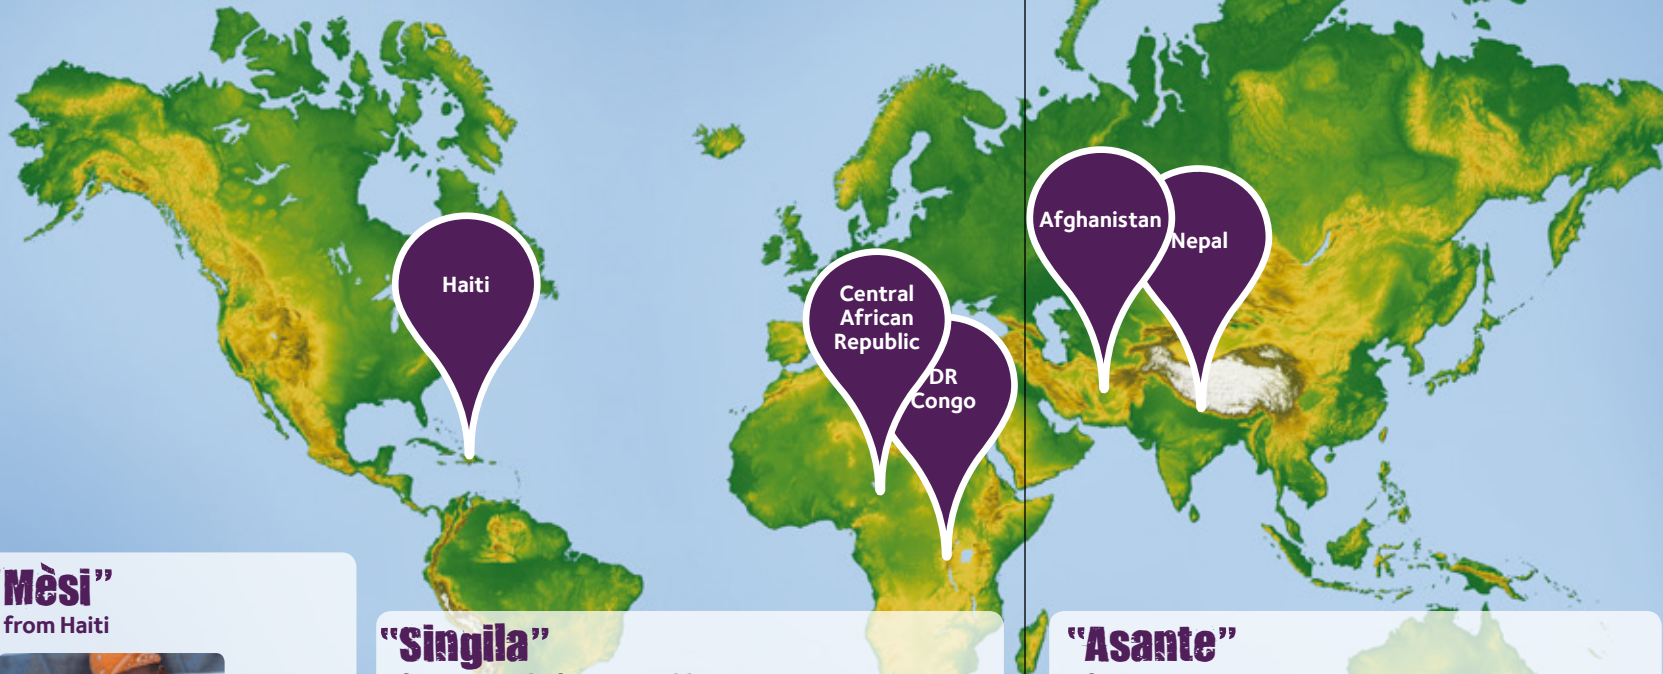 Afghanistan
Nepal
Haiti
Central
African
Republic
DR
Congo
Mèsi”
from Haiti
“Singila”
“Asante”